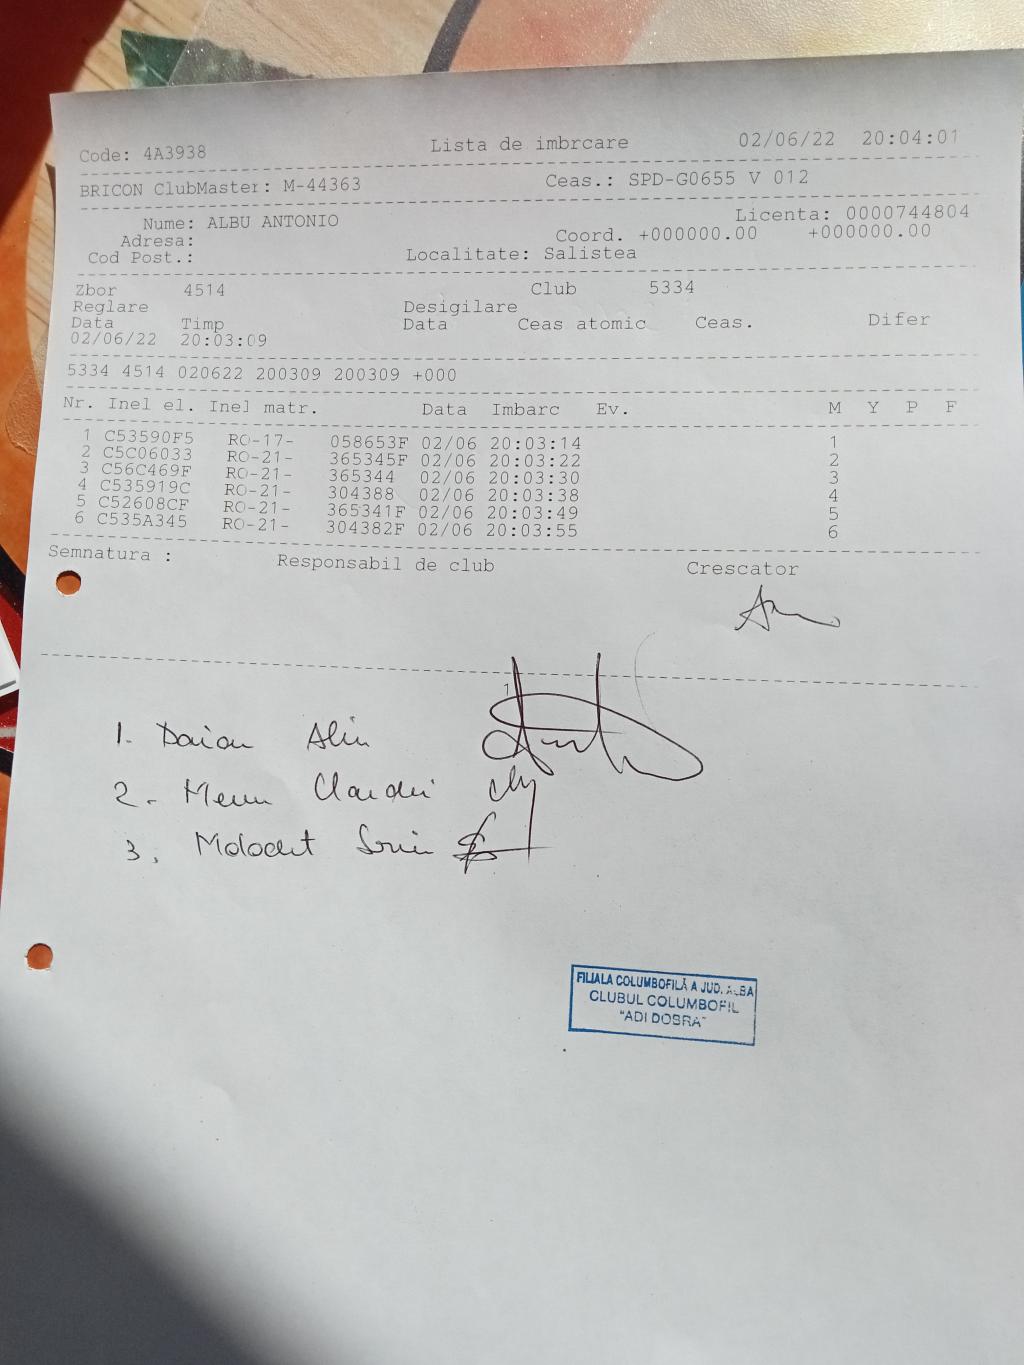 Code: 4A3938 Lista de imbrcare 02/06/22 20:04:01
BRICON ClubMaster: M-44363 Ceas.: SPD-G0655 V 012
Nume: ALBU ANTONIO Licenta: 0000744804
Adresa: Coord. +000000.00 +000000.00
Cod Post.: Localitate: Salistea
Zbor 4514 Club 5334
Reglare Desigilare
Data Timp Data Ceas atomic Ceas. Difer
02/06/22 20:03:09
5334 4514 020622 200309 200309 +000
Nr. Inel el. Inel matr. Data Imbarc Ev. M Y P F
1 C53590F5 RO-17- 058653F 02/06 20:03:14 1
2 C5C06033 RO-21- 365345F 02/06 20:03:22 2
3 C56C469F RO-21- 365344 02/06 20:03:30 3
4 C535919C RO-21- 304388 02/06 20:03:38 4
5 C52608CF RO-21- 365341F 02/06 20:03:49 5
6 C535A345 RO-21- 304382F 02/06 20:03:55 6
Semnatura : Responsabil de club Crescator
1
1. Daian Alin
2. Claudiu
3. Sorin
FILIALA COLUMBOFILĂ A JUD. ALBA
CLUBUL COLUMBOFIL
"ADI DOBRA"